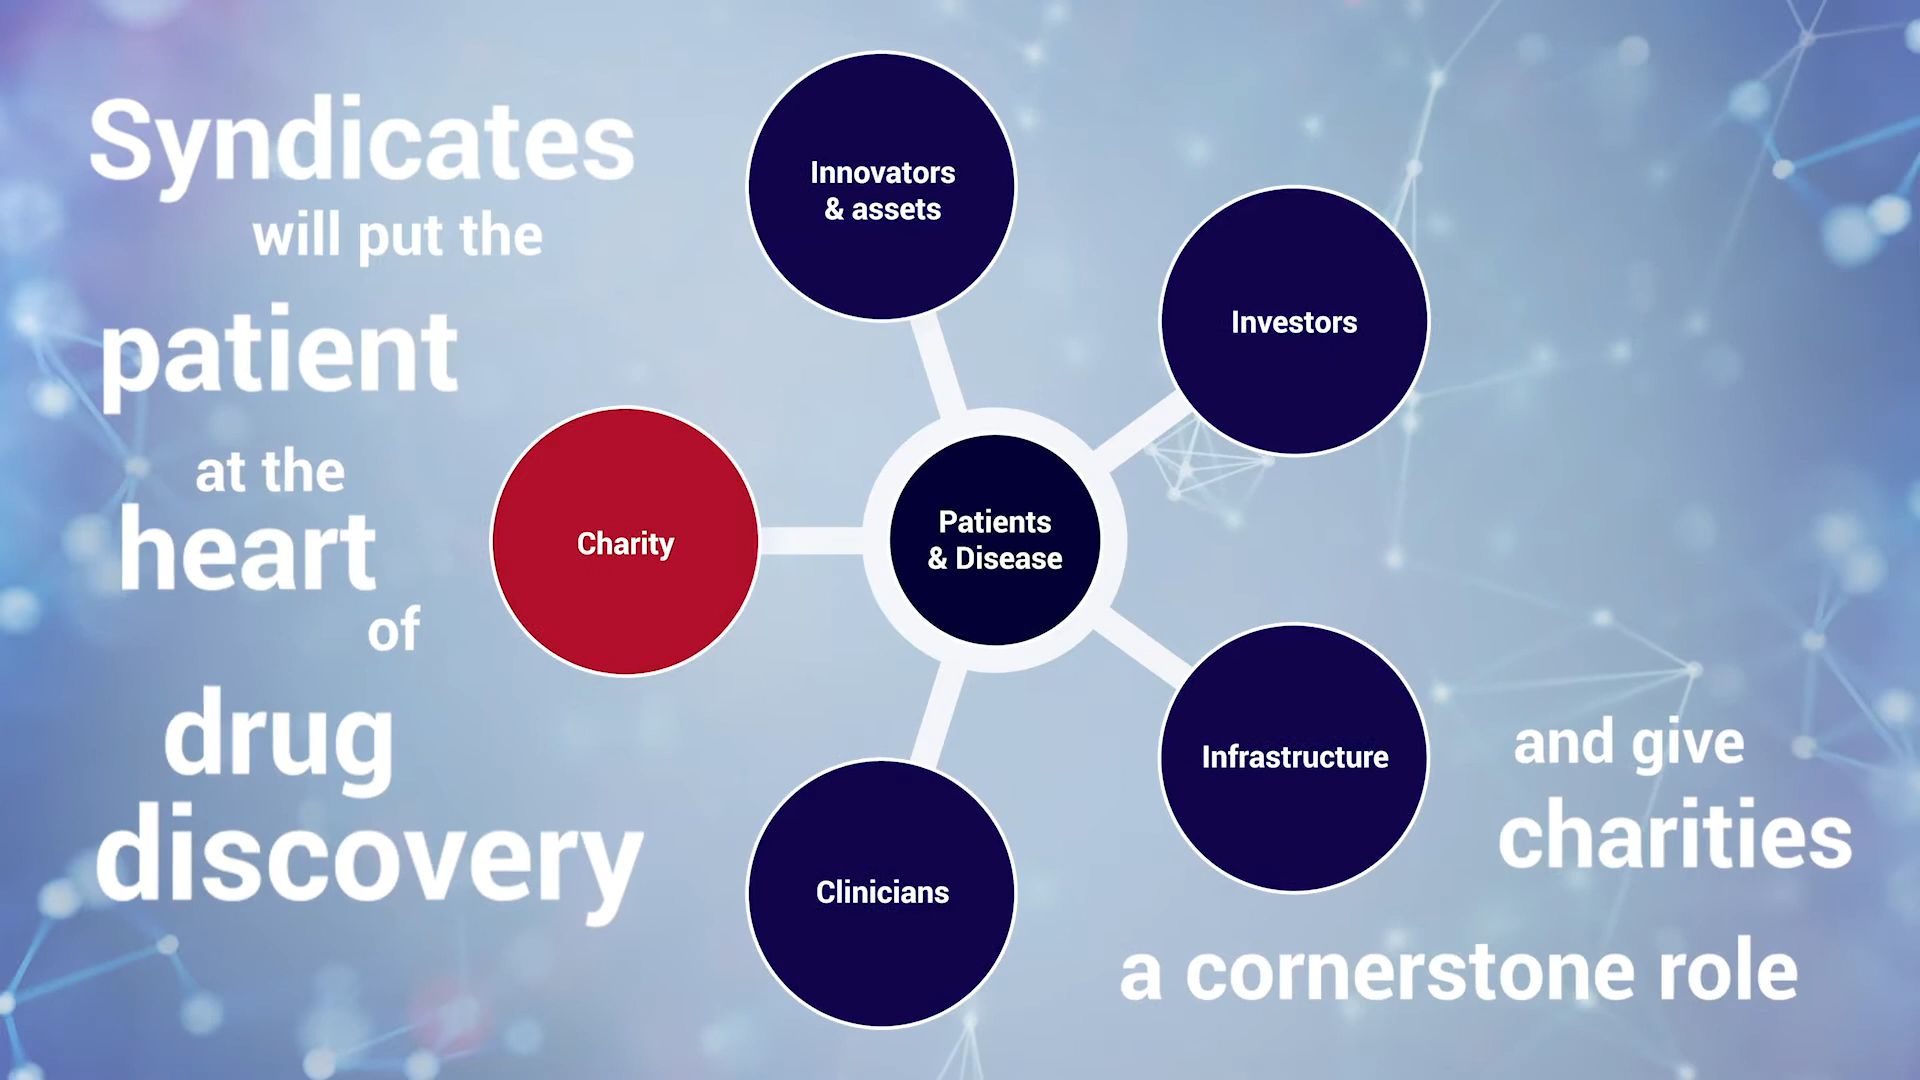 Syndicates
will put the
patient
at the
heart
of
drug
discovery
Innovators
& assets
Investors
Charity
Patients
& Disease
Infrastructure
Clinicians
and give
charities
a cornerstone role